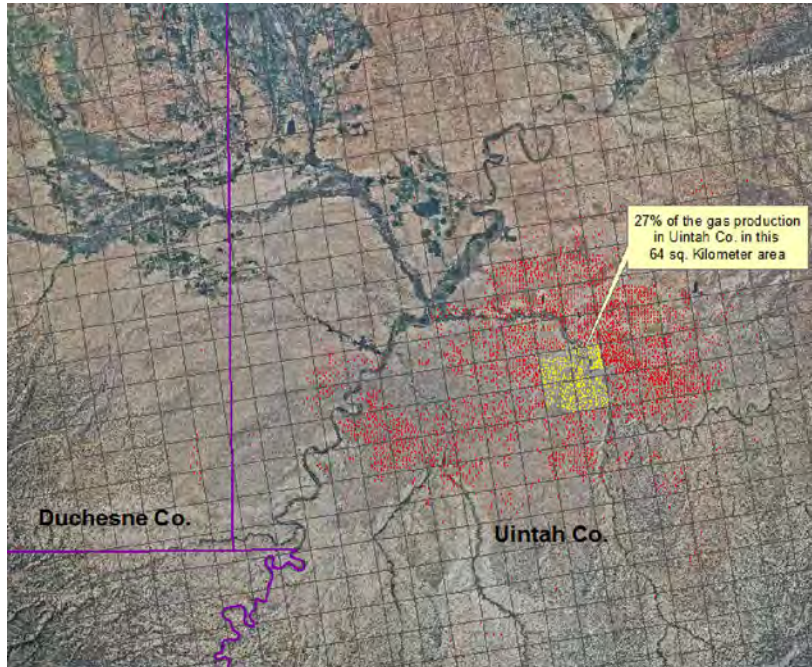 27% of the gas production
in Uintah Co. in this
64 sq. Kilometer area
Duchesne Co.
Uintah Co.